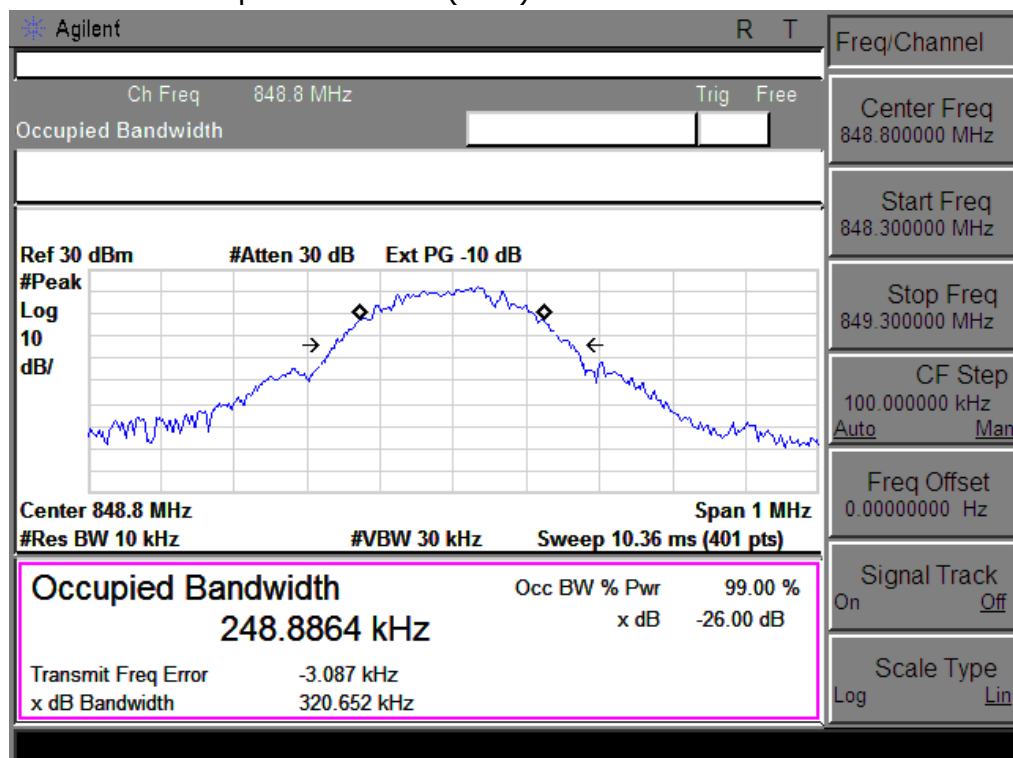 Agilent R T
Ch Freq 848.8 MHz Trig Free
Occupied Bandwidth
Ref 30 dBm #Atten 30 dB Ext PG -10 dB
#Peak
Log
10
dB/
Center 848.8 MHz Span 1 MHz
#Res BW 10 kHz #VBW 30 kHz Sweep 10.36 ms (401 pts)
Occupied Bandwidth Occ BW % Pwr 99.00 %
248.8864 kHz x dB -26.00 dB
Transmit Freq Error -3.087 kHz
x dB Bandwidth 320.652 kHz
Freq/Channel
Center Freq
848.800000 MHz
Start Freq
848.300000 MHz
Stop Freq
849.300000 MHz
CF Step
100.000000 kHz
Auto Man
Freq Offset
0.00000000 Hz
Signal Track
On Off
Scale Type
Log Lin